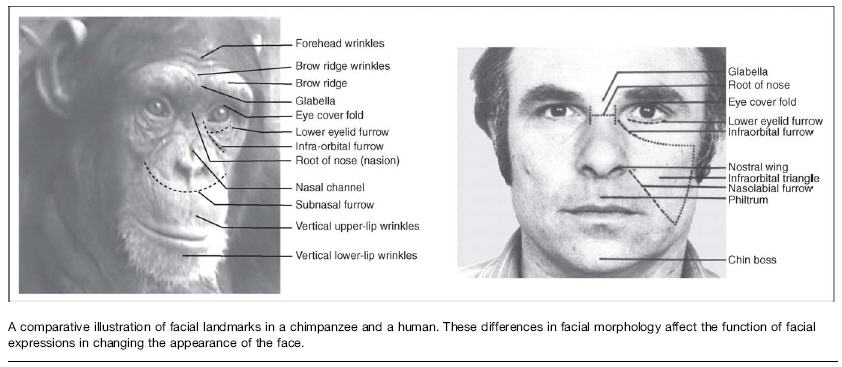 Forehead wrinkles
Brow ridge wrinkles
Brow ridge
Glabella
Eye cover fold
Lower eyelid furrow
Infra-orbital furrow
Root of nose (nasion)
Nasal channel
Subnasal furrow
Vertical upper-lip wrinkles
Vertical lower-lip wrinkles
Glabella
Root of nose
Eye cover fold
Lower eyelid furrow
Infraorbital furrow
Nostral wing
Infraorbital triangle
Nasolabial furrow
Philtrum
Chin boss
A comparative illustration of facial landmarks in a chimpanzee and a human. These differences in facial morphology affect the function of facial
expressions in changing the appearance of the face.